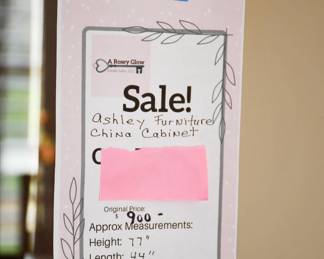 A Rosey Glow
Sale!
Ashley Furniture
China Cabinet
Original Price:
$ 900 -
Approx Measurements:
Height: 77"
Length: 44"